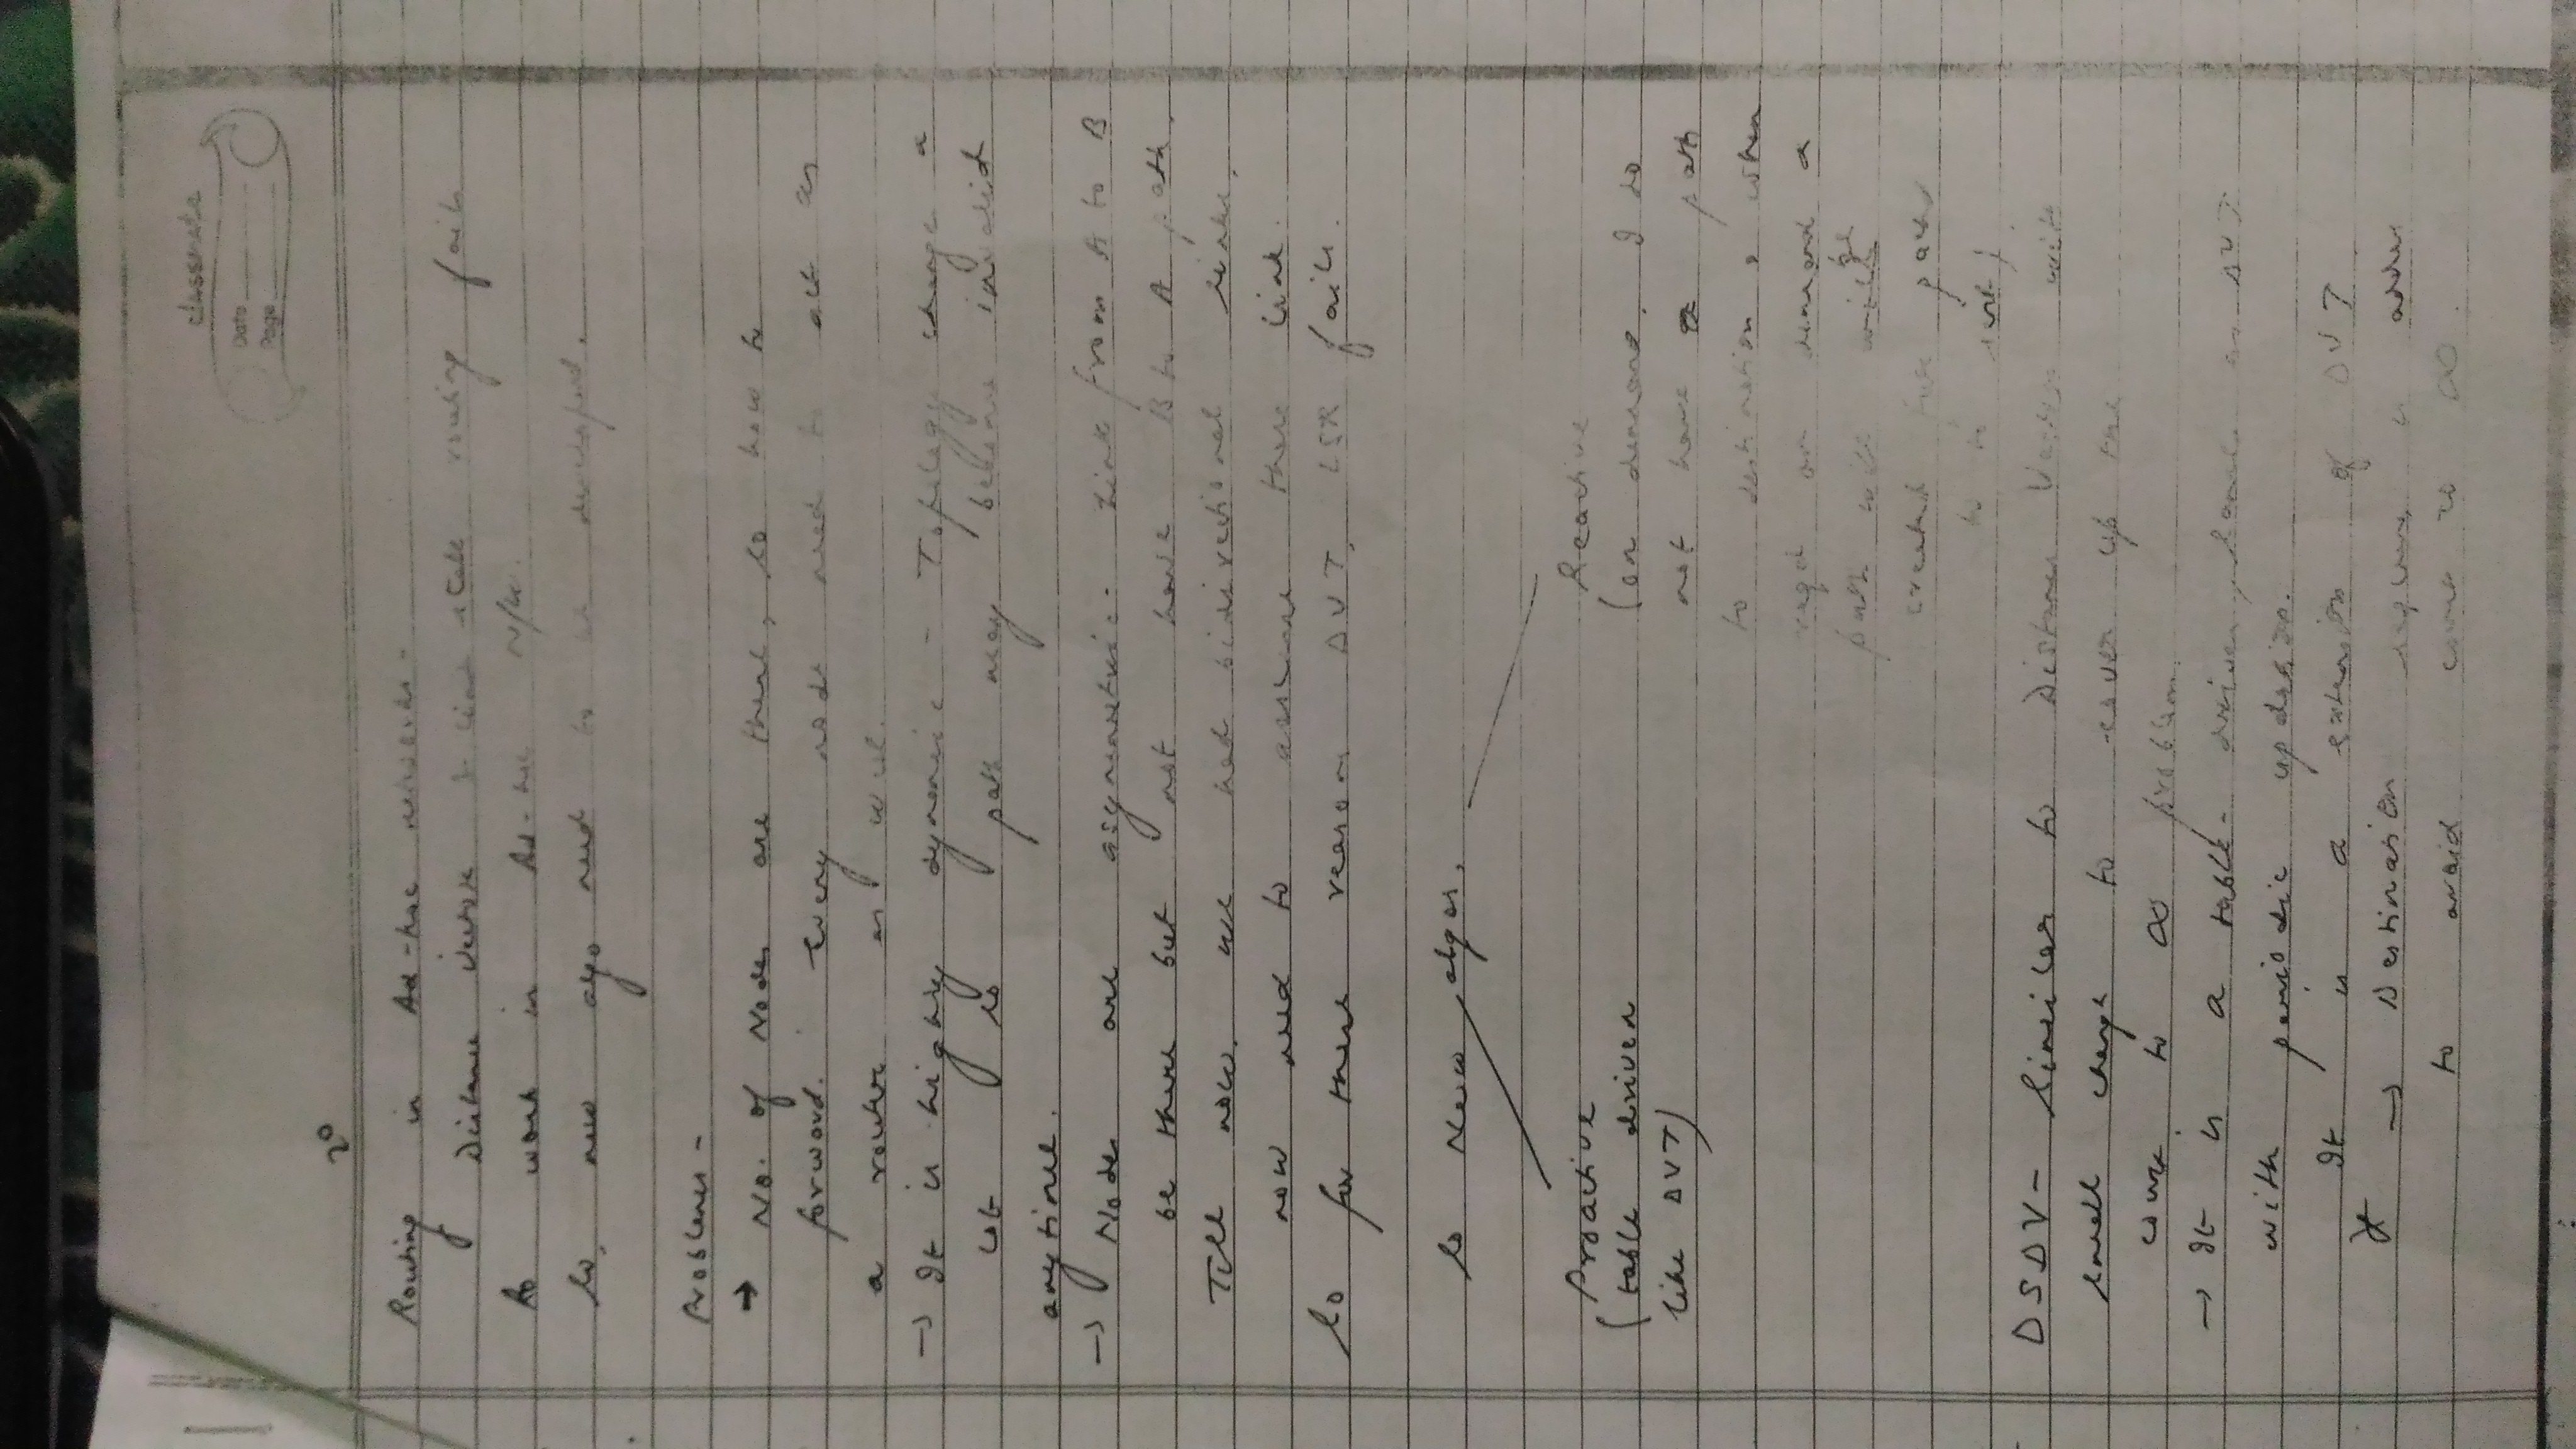 classmate
Date
Page
20
Routing in Ad-hoc networks -
Distance Vector & Link state routing fails
to work in Ad-hoc N/w.
So, new algo need to be developed.
Problems -
→ No. of Nodes are there, so how to
forward. Every node need to act as
a router as well.
→ It is highly dynamic - Topology change a
lot so path may become invalid
anytime.
→ Nodes are asymmetric. Link from A to B
be there but not have B to A path.
Till now, we had bidirectional links,
now need to assume these link.
So for these reasons DVT, LSR fails.
So New algos.
Proactive
(table driven
like DVT)
Reactive
(on demand, I do
not have a path
to destination, when
reqd on demand a
path will be
created path
to sink)
DSDV- Similar to Distance Vector with
small change to cover up the
count to ∞ problem.
→ It is a table-driven, same as DVT
with periodic updation.
It is a extension of DVT
* → Destination sequence is added
to avoid count to ∞.